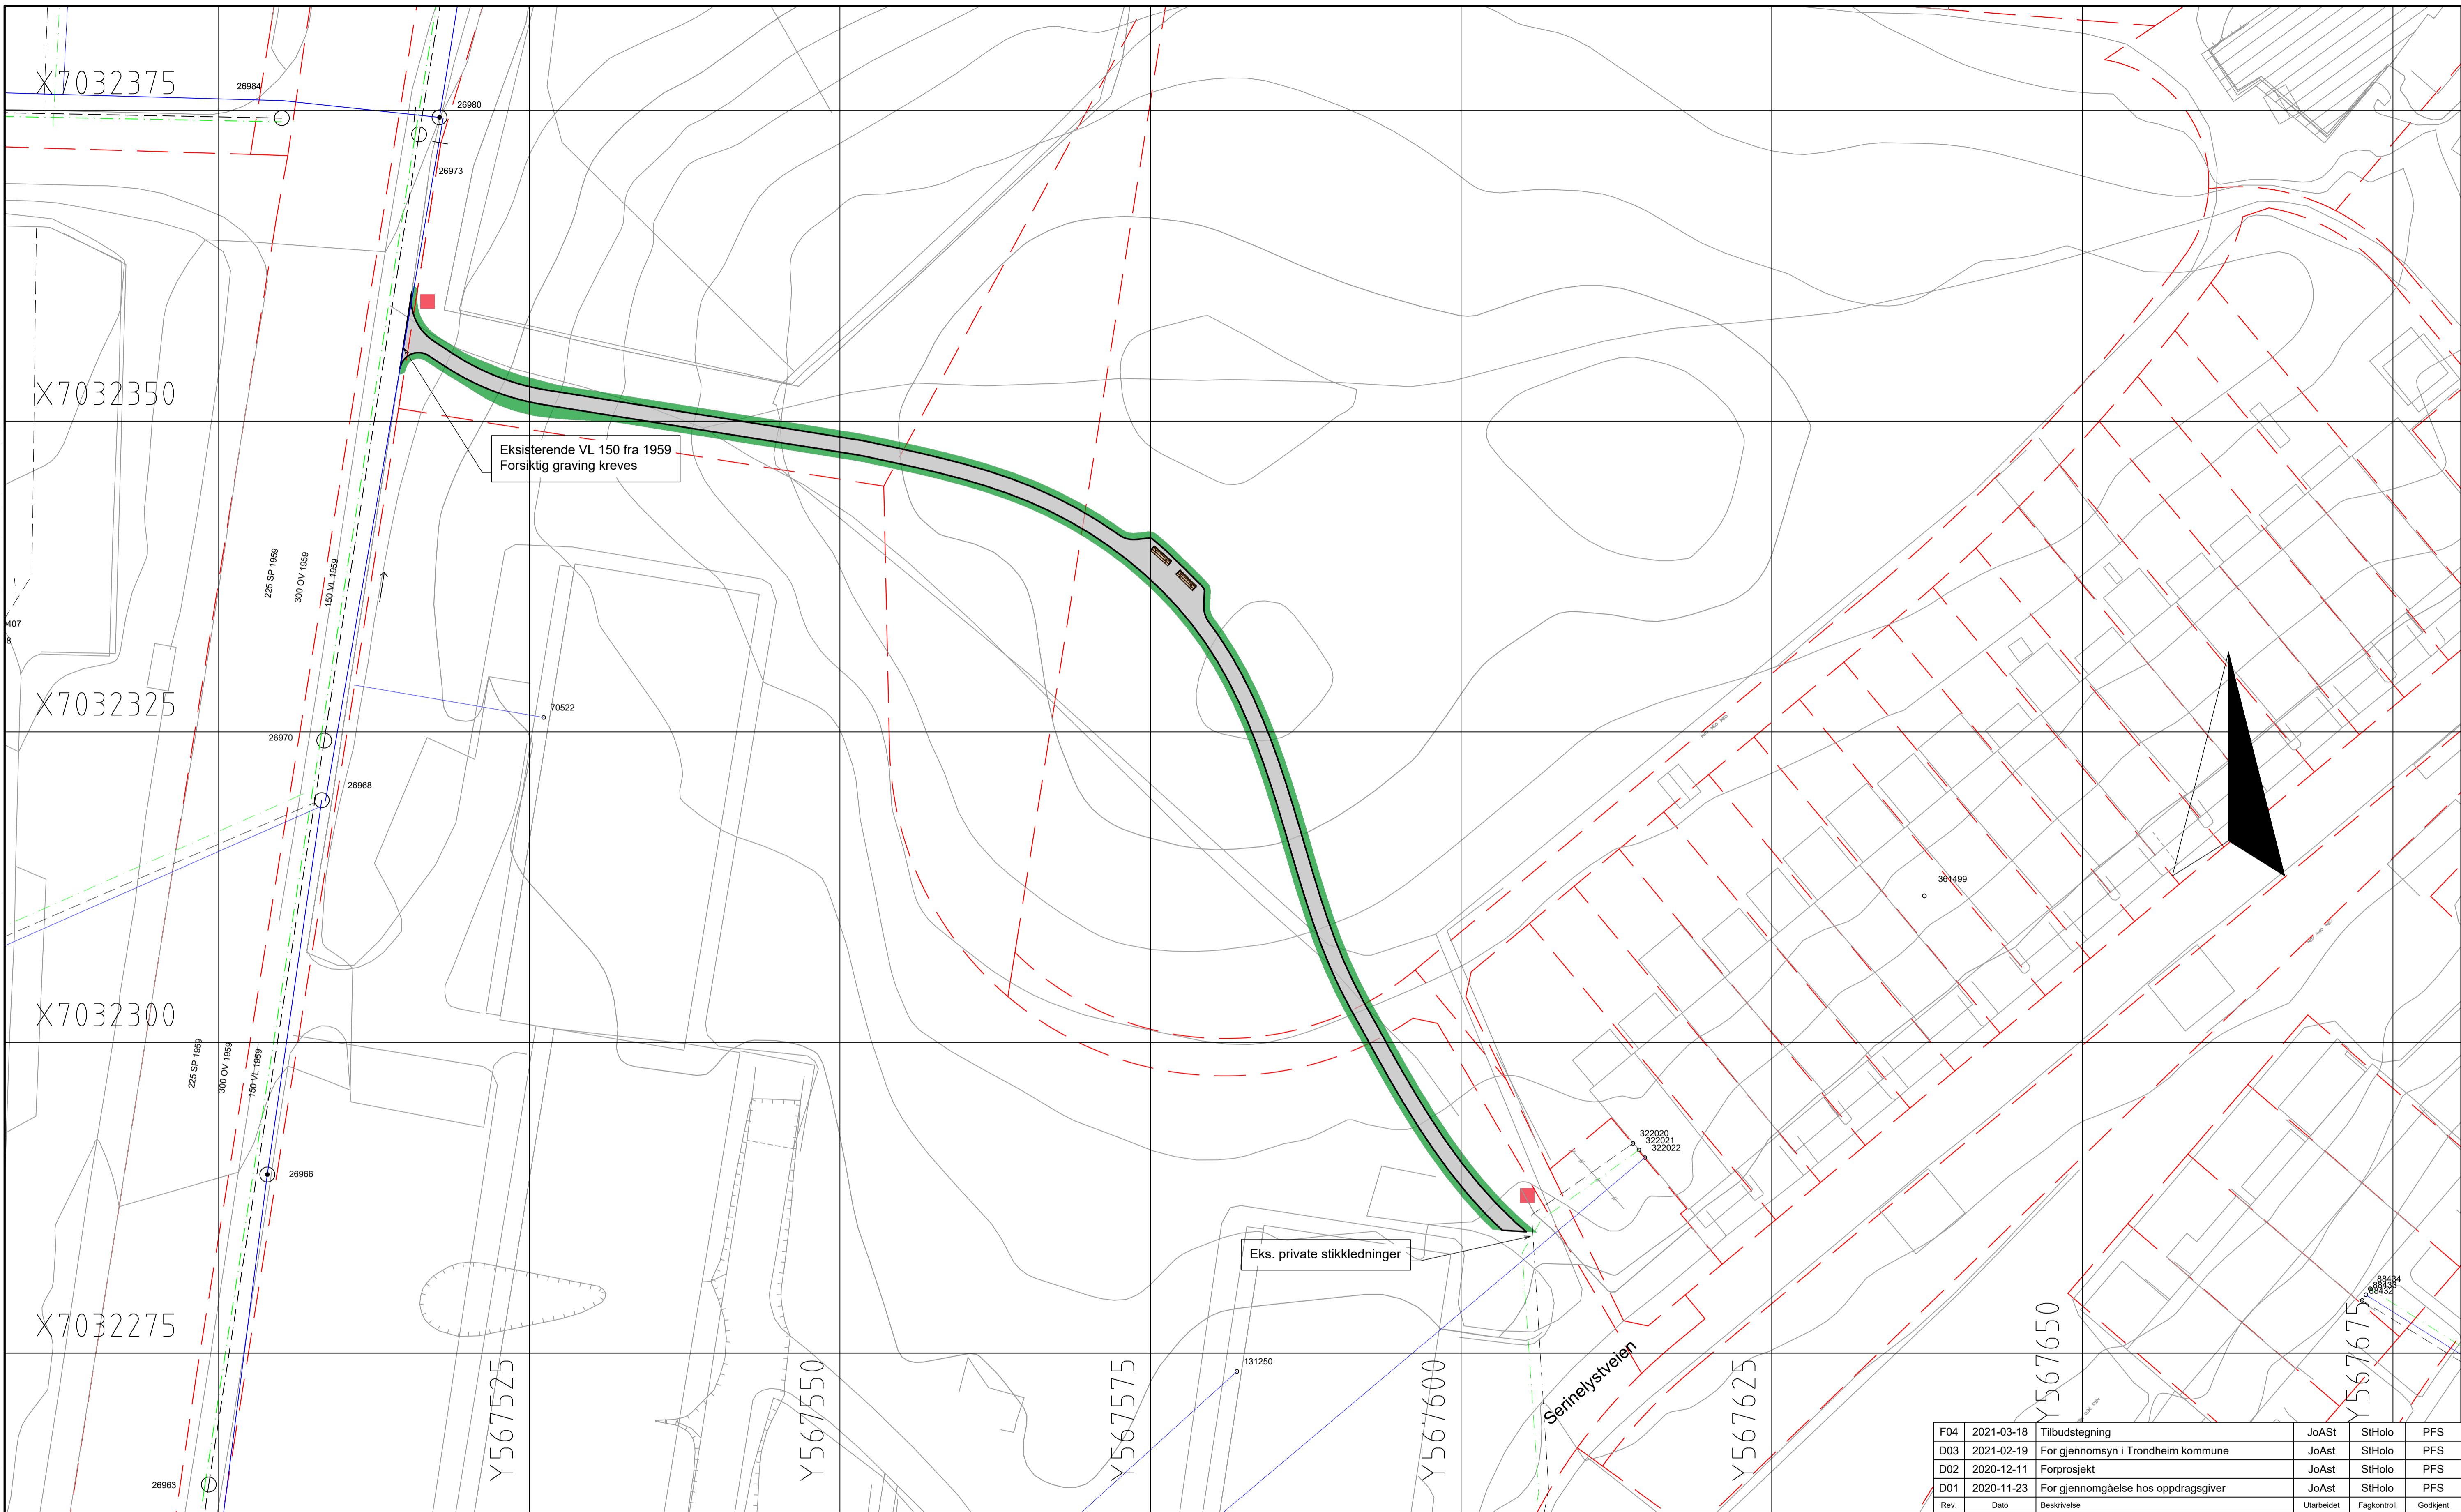 X7032375
26984
26980
26973
X7032350
Eksisterende VL 150 fra 1959
Forsiktig graving kreves
225 SP 1959
300 OV 1959
150 VL 1959
X7032325
70522
26970
26968
361499
X7032300
225 SP 1959
300 OV 1959
150 VL 1959
322020
322021
322022
26966
Eks. private stikkledninger
88434
88433
88432
X7032275
131250
Serinelystveien
26963
Y567525
Y567550
Y567575
Y567600
Y567625
Y567650
Y567675
F04 2021-03-18 Tilbudstegning JoASt StHolo PFS
D03 2021-02-19 For gjennomsyn i Trondheim kommune JoAst StHolo PFS
D02 2020-12-11 Forprosjekt JoAst StHolo PFS
D01 2020-11-23 For gjennomgåelse hos oppdragsgiver JoAst StHolo PFS
Rev. Dato Beskrivelse Utarbeidet Fagkontroll Godkjent